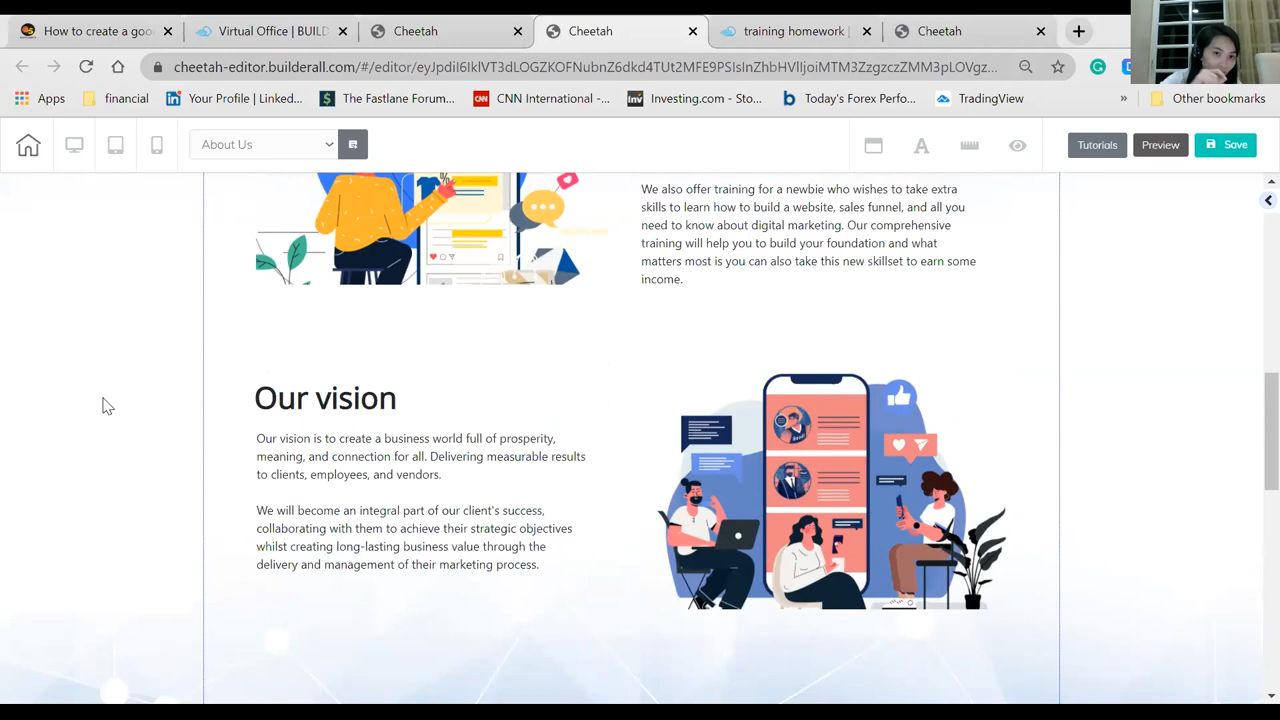 How to create a goo
Virtual Office | BUILD
Cheetah
Cheetah
training homework |
Cheetah
cheetah-editor.builderall.com/#/editor/
Apps
financial
Your Profile | Linked...
The Fastlane Forum...
CNN International -...
Investing.com - Sto...
Today's Forex Perfo...
TradingView
»
Other bookmarks
About Us
Tutorials
Preview
Save
We also offer training for a newbie who wishes to take extra
skills to learn how to build a website, sales funnel, and all you
need to know about digital marketing. Our comprehensive
training will help you to build your foundation and what
matters most is you can also take this new skillset to earn some
income.
Our vision
Our vision is to create a business world full of prosperity,
meaning, and connection for all. Delivering measurable results
to clients, employees, and vendors.
We will become an integral part of our client's success,
collaborating with them to achieve their strategic objectives
whilst creating long-lasting business value through the
delivery and management of their marketing process.